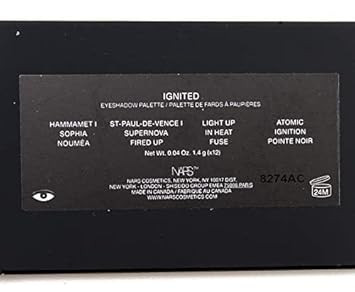 IGNITED
EYESHADOW PALETTE / PALETTE DE FARDS À PAUPIÈRES
HAMMAMET I ST-PAUL-DE-VENCE I LIGHT UP ATOMIC
SOPHIA SUPERNOVA IN HEAT IGNITION
NOUMÉA FIRED UP FUSE POINTE NOIR
Net. Wt. 0.04 Oz. 1.4 g (x12)
NARS
NARS COSMETICS, NEW YORK, NY 10017 DIST.
NEW YORK - LONDON - SHISEIDO GROUP EMEA 75008 PARIS
MADE IN CANADA / FABRIQUÉ AU CANADA
WWW.NARSCOSMETICS.COM
8274AC
24M